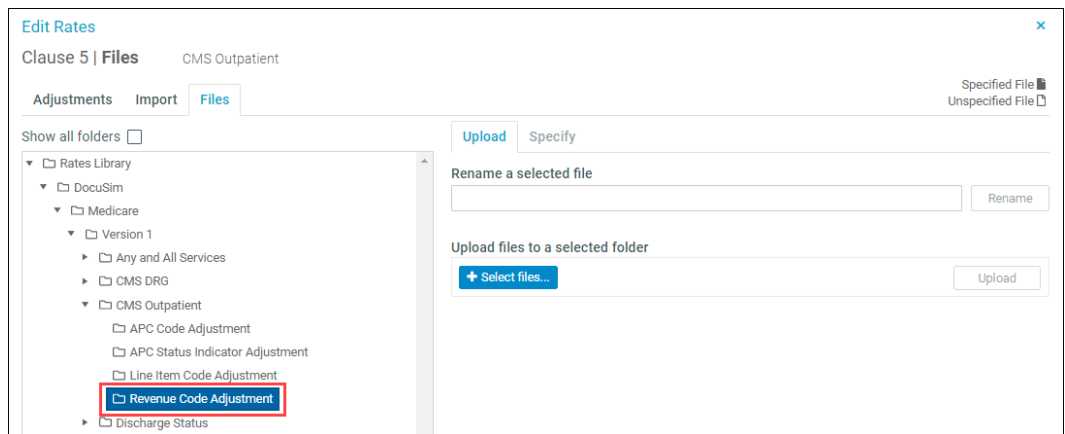 Edit Rates
×
Clause 5 | Files CMS Outpatient
Specified File
Unspecified File
Adjustments Import Files
Show all folders
Upload Specify
Rates Library
DocuSim
Medicare
Version 1
Any and All Services
CMS DRG
CMS Outpatient
APC Code Adjustment
APC Status Indicator Adjustment
Line Item Code Adjustment
Revenue Code Adjustment
Discharge Status
Rename a selected file
Rename
Upload files to a selected folder
+ Select files... Upload